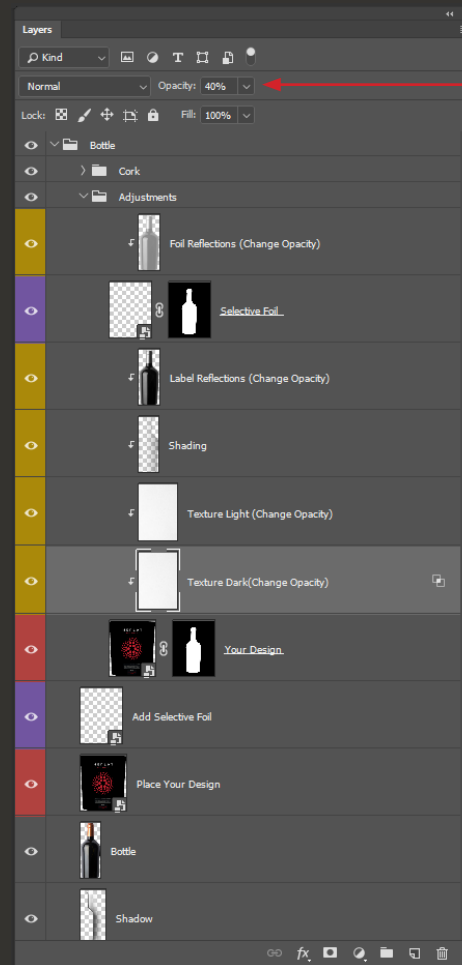 Layers
Kind
Normal Opacity: 40%
Lock: Fill: 100%
Bottle
Cork
Adjustments
Foil Reflections (Change Opacity)
Selective Foil
Label Reflections (Change Opacity)
Shading
Texture Light (Change Opacity)
Texture Dark(Change Opacity)
Your Design
Add Selective Foil
Place Your Design
Bottle
Shadow
fx